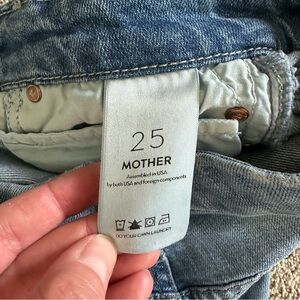 25
MOTHER
Assembled in USA
by both USA and foreign components
DO YOUR OWN LAUNDRY